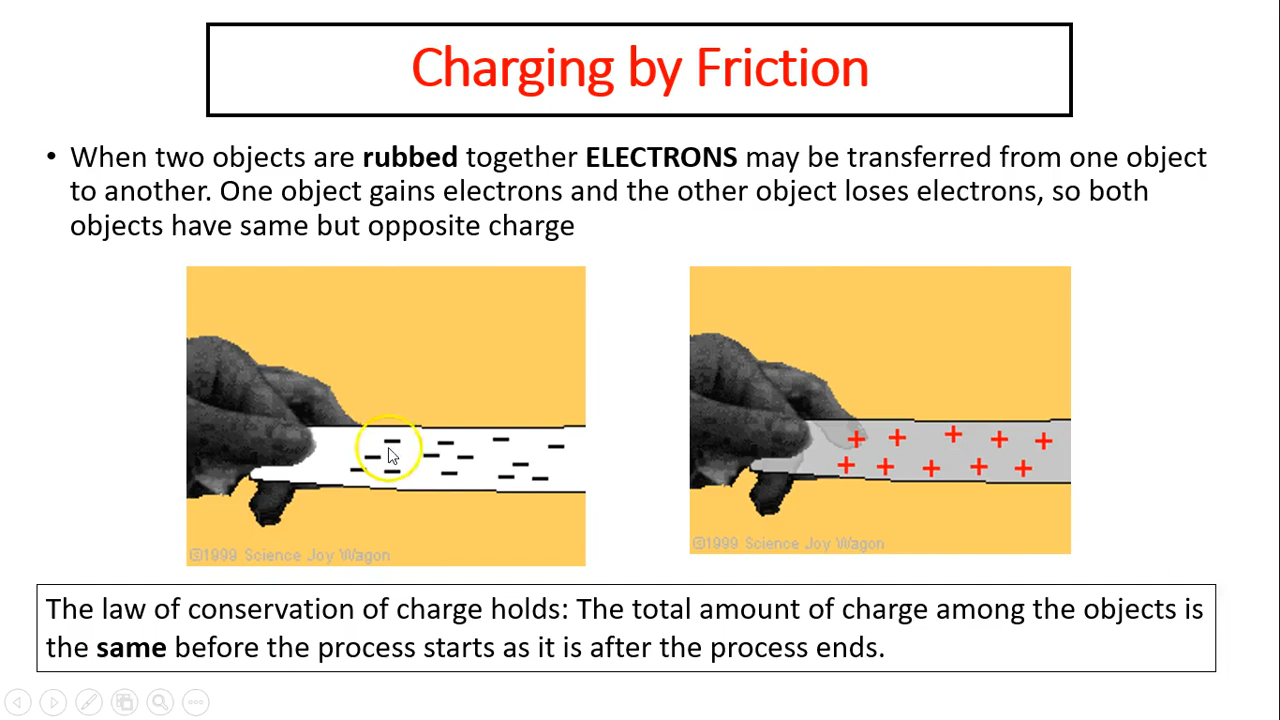 Charging by Friction
• When two objects are rubbed together ELECTRONS may be transferred from one object
to another. One object gains electrons and the other object loses electrons, so both
objects have same but opposite charge
©1999 Science Joy Wagon
©1999 Science Joy Wagon
The law of conservation of charge holds: The total amount of charge among the objects is
the same before the process starts as it is after the process ends.